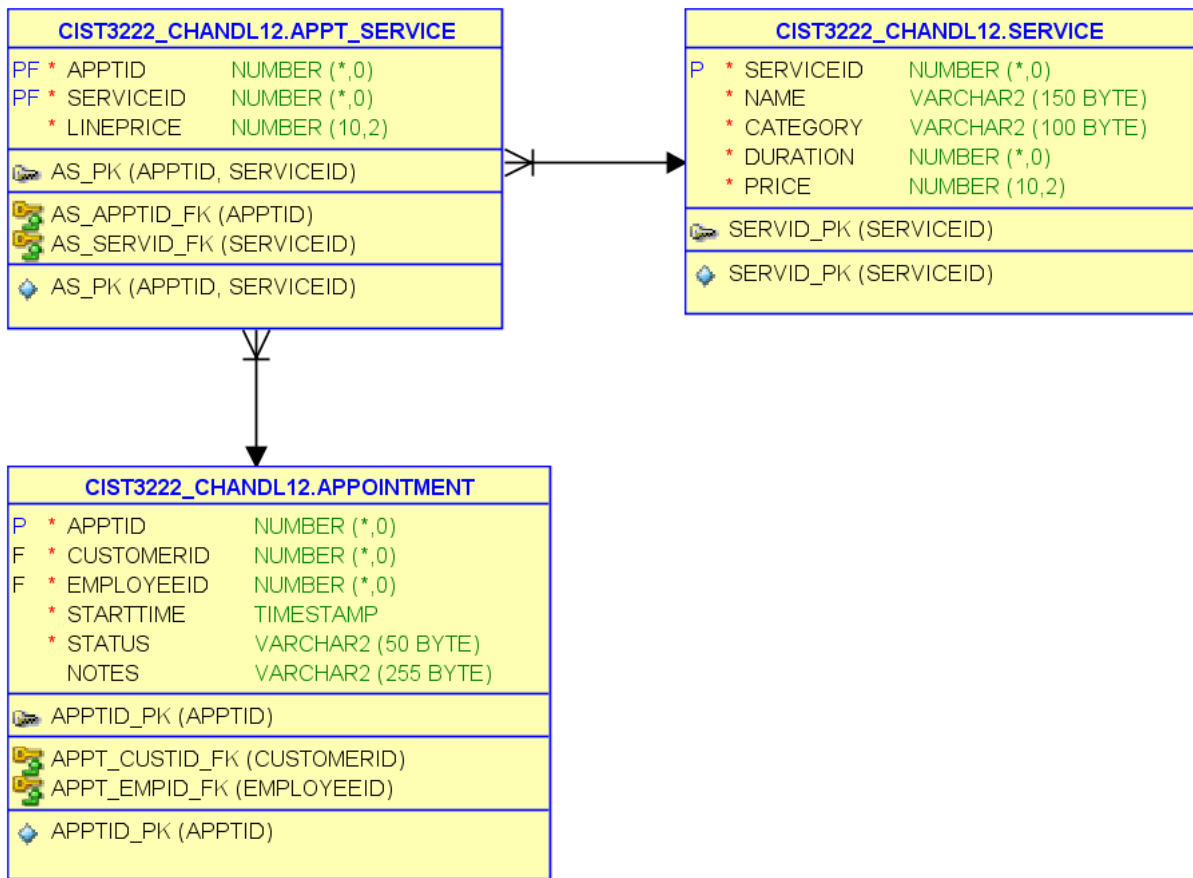 CIST3222_CHANDL12.APPT_SERVICE
PF * APPTID NUMBER (*,0)
PF * SERVICEID NUMBER (*,0)
* LINEPRICE NUMBER (10,2)
AS_PK (APPTID, SERVICEID)
AS_APPTID_FK (APPTID)
AS_SERVID_FK (SERVICEID)
AS_PK (APPTID, SERVICEID)
CIST3222_CHANDL12.SERVICE
P * SERVICEID NUMBER (*,0)
* NAME VARCHAR2 (150 BYTE)
* CATEGORY VARCHAR2 (100 BYTE)
* DURATION NUMBER (*,0)
* PRICE NUMBER (10,2)
SERVID_PK (SERVICEID)
SERVID_PK (SERVICEID)
CIST3222_CHANDL12.APPOINTMENT
P * APPTID NUMBER (*,0)
F * CUSTOMERID NUMBER (*,0)
F * EMPLOYEEID NUMBER (*,0)
* STARTTIME TIMESTAMP
* STATUS VARCHAR2 (50 BYTE)
NOTES VARCHAR2 (255 BYTE)
APPTID_PK (APPTID)
APPT_CUSTID_FK (CUSTOMERID)
APPT_EMPID_FK (EMPLOYEEID)
APPTID_PK (APPTID)